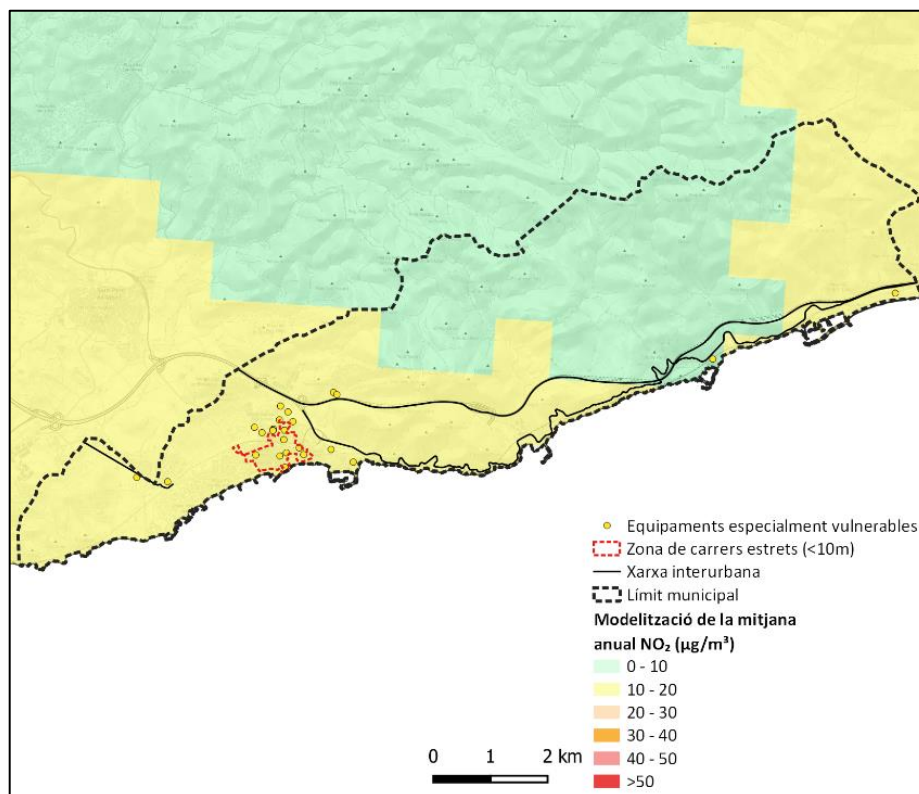 Equipaments especialment vulnerables
Zona de carrers estrets (<10m)
Xarxa interurbana
Límit municipal
Modelització de la mitjana
anual NO₂ (µg/m³)
0 - 10
10 - 20
20 - 30
30 - 40
40 - 50
>50
0 1 2 km